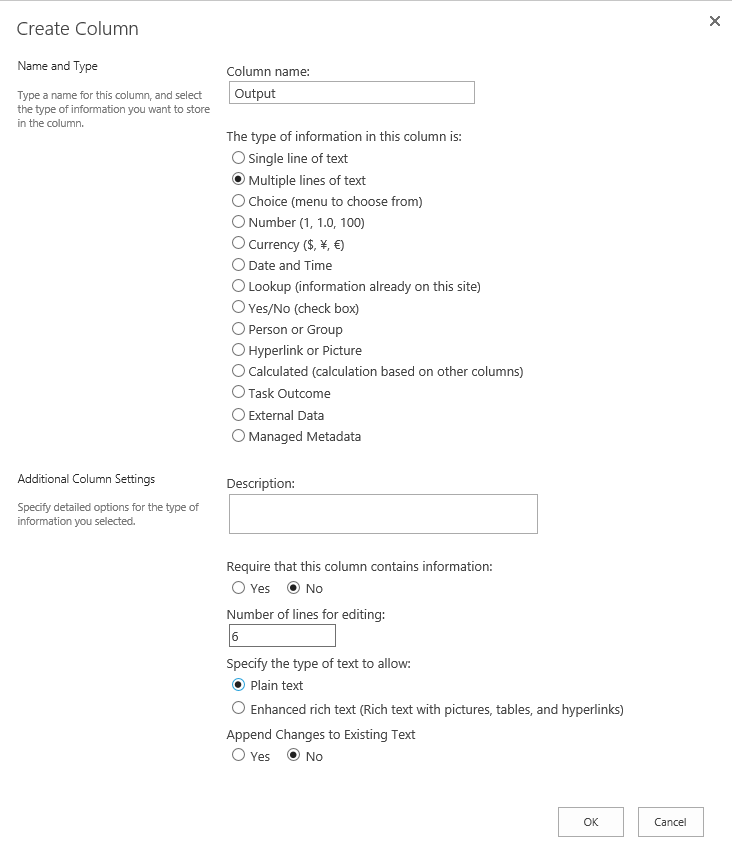 Create Column
Name and Type
Type a name for this column, and select
the type of information you want to store
in the column.
Column name:
Output
The type of information in this column is:
Single line of text
Multiple lines of text
Choice (menu to choose from)
Number (1, 1.0, 100)
Currency ($, ¥, €)
Date and Time
Lookup (information already on this site)
Yes/No (check box)
Person or Group
Hyperlink or Picture
Calculated (calculation based on other columns)
Task Outcome
External Data
Managed Metadata
Additional Column Settings
Specify detailed options for the type of
information you selected.
Description:
Require that this column contains information:
Yes No
Number of lines for editing:
6
Specify the type of text to allow:
Plain text
Enhanced rich text (Rich text with pictures, tables, and hyperlinks)
Append Changes to Existing Text
Yes No
OK Cancel